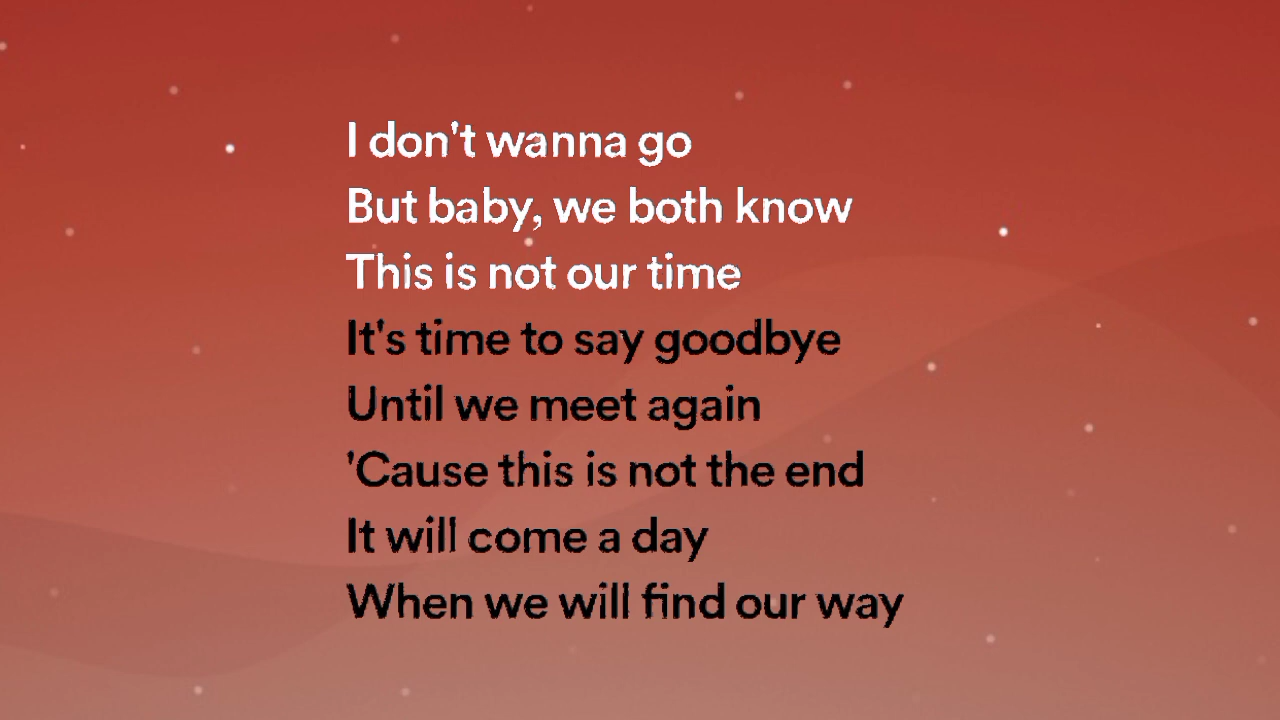 I don't wanna go
But baby, we both know
This is not our time
It's time to say goodbye
Until we meet again
'Cause this is not the end
It will come a day
When we will find our way